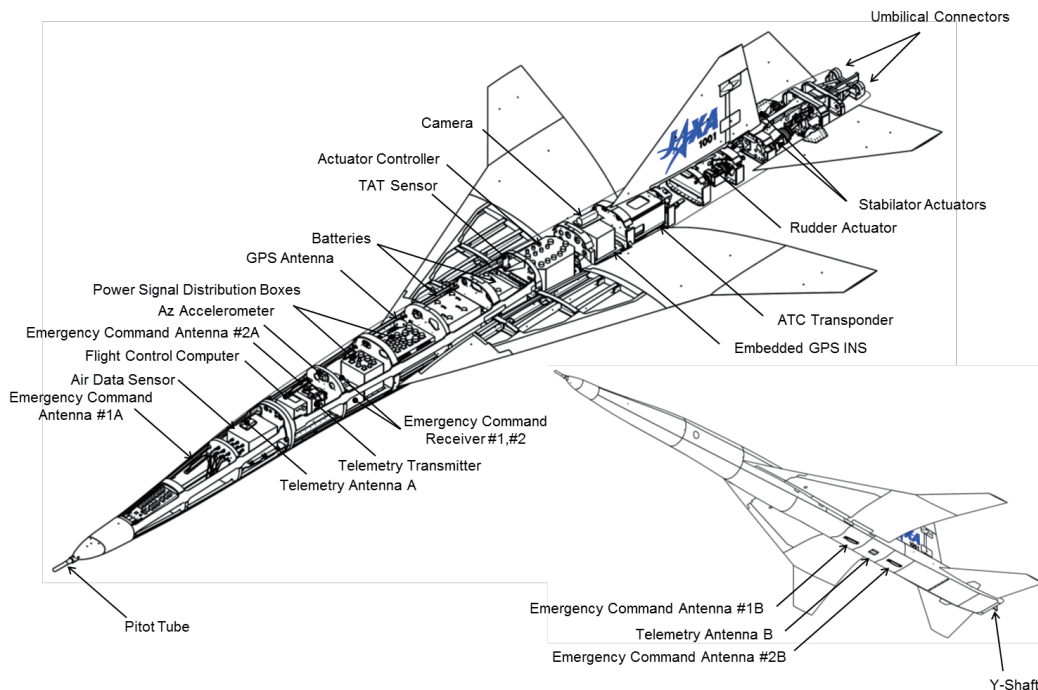 Umbilical Connectors
Camera
Actuator Controller
TAT Sensor
Batteries
GPS Antenna
Power Signal Distribution Boxes
Az Accelerometer
Emergency Command Antenna #2A
Flight Control Computer
Air Data Sensor
Emergency Command
Antenna #1A
JAXA
1001
Stabilator Actuators
Rudder Actuator
ATC Transponder
Embedded GPS INS
Emergency Command
Receiver #1,#2
Telemetry Transmitter
Telemetry Antenna A
Pitot Tube
Emergency Command Antenna #1B
Telemetry Antenna B
Emergency Command Antenna #2B
Y-Shaft